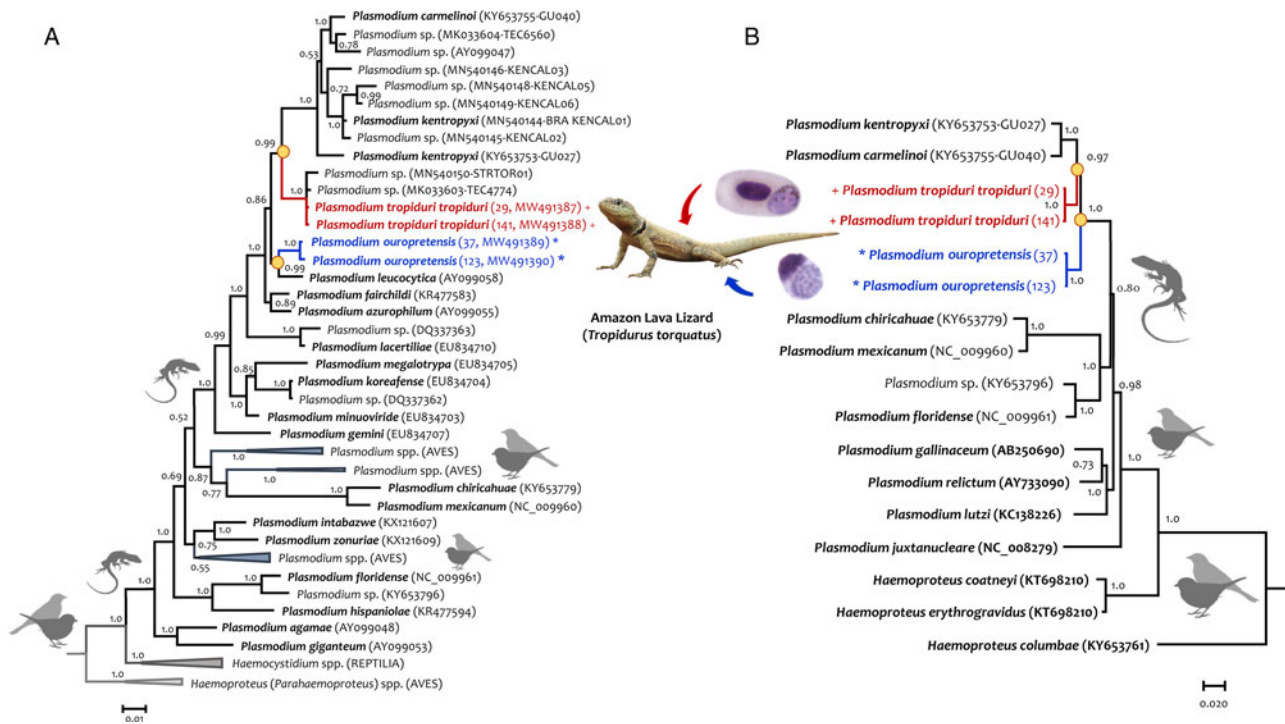 A
Plasmodium carmelinoi (KY653755-GU040)
Plasmodium sp. (MK033604-TEC6560)
Plasmodium sp. (AY099047)
Plasmodium sp. (MN540146-KENCAL03)
Plasmodium sp. (MN540148-KENCAL05)
Plasmodium sp. (MN540149-KENCAL06)
Plasmodium kentropyxi (MN540144-BRA KENCAL01)
Plasmodium sp. (MN540145-KENCAL02)
Plasmodium kentropyxi (KY653753-GU027)
Plasmodium sp. (MN540150-STRTOR01)
Plasmodium sp. (MK033603-TEC4774)
Plasmodium tropiduri tropiduri (29, MW491387) +
Plasmodium tropiduri tropiduri (141, MW491388) +
Plasmodium ouropretensis (37, MW491389) *
Plasmodium ouropretensis (123, MW491390) *
Plasmodium leucocytica (AY099058)
Plasmodium fairchildi (KR477583)
Plasmodium azurophilum (AY099055)
Plasmodium sp. (DQ337363)
Plasmodium lacertiliae (EU834710)
Plasmodium megalotrypa (EU834705)
Plasmodium koreafense (EU834704)
Plasmodium sp. (DQ337362)
Plasmodium minuoviride (EU834703)
Plasmodium gemini (EU834707)
Plasmodium spp. (AVES)
Plasmodium spp. (AVES)
Plasmodium chiricahuae (KY653779)
Plasmodium mexicanum (NC_009960)
Plasmodium intabazwe (KX121607)
Plasmodium zonuriae (KX121609)
Plasmodium spp. (AVES)
Plasmodium floridense (NC_009961)
Plasmodium sp. (KY653796)
Plasmodium hispaniolae (KR477594)
Plasmodium agamae (AY099048)
Plasmodium giganteum (AY099053)
Haemocystidium spp. (REPTILIA)
Haemoproteus (Parahaemoproteus) spp. (AVES)
1.0
0.78
0.53
0.72
0.99
1.0
1.0
0.99
1.0
0.86
1.0
1.0
0.99
0.89
0.99
1.0
0.85
1.0
1.0
1.0
0.52
1.0
0.87
1.0
0.77
1.0
0.69
1.0
0.75
0.55
1.0
1.0
1.0
1.0
1.0
1.0
1.0
0.01
Amazon Lava Lizard
(Tropidurus torquatus)
B
Plasmodium kentropyxi (KY653753-GU027)
Plasmodium carmelinoi (KY653755-GU040)
+ Plasmodium tropiduri tropiduri (29)
+ Plasmodium tropiduri tropiduri (141)
* Plasmodium ouropretensis (37)
* Plasmodium ouropretensis (123)
Plasmodium chiricahuae (KY653779)
Plasmodium mexicanum (NC_009960)
Plasmodium sp. (KY653796)
Plasmodium floridense (NC_009961)
Plasmodium gallinaceum (AB250690)
Plasmodium relictum (AY733090)
Plasmodium lutzi (KC138226)
Plasmodium juxtanucleare (NC_008279)
Haemoproteus coatneyi (KT698210)
Haemoproteus erythrogravidus (KT698210)
Haemoproteus columbae (KY653761)
1.0
0.97
1.0
1.0
1.0
0.80
1.0
1.0
0.98
0.73
1.0
1.0
1.0
1.0
0.020